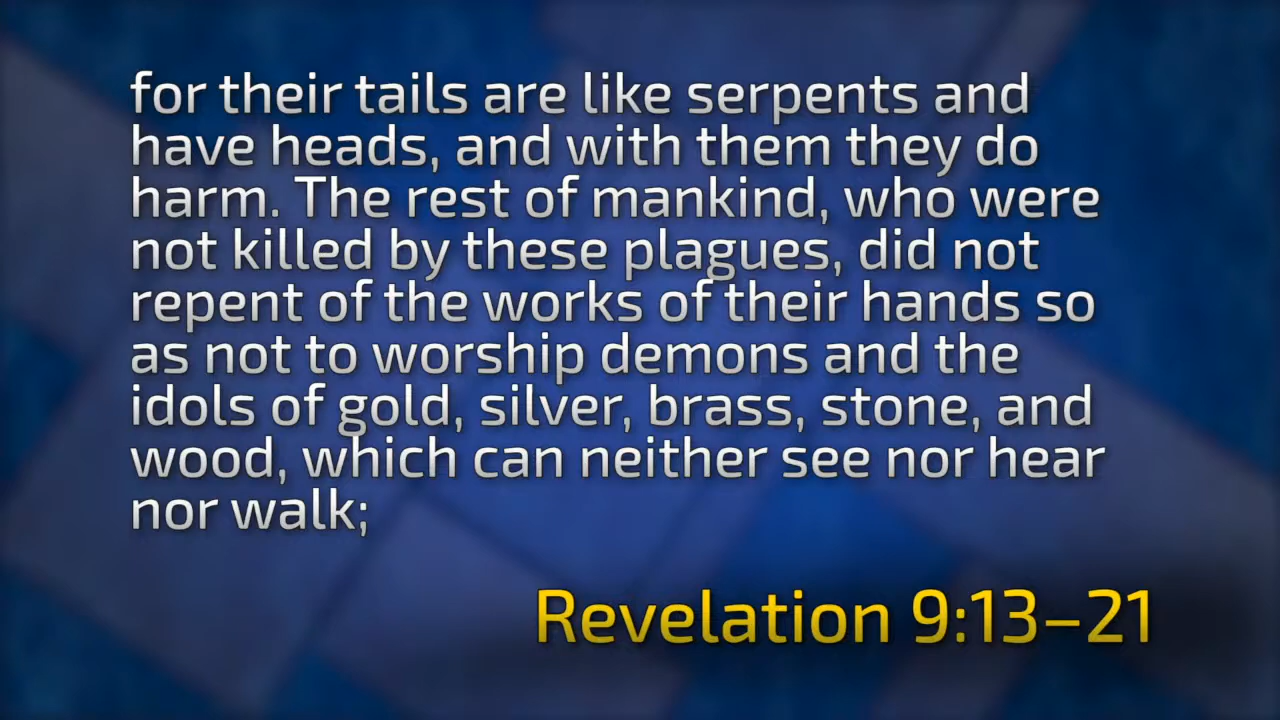 for their tails are like serpents and
have heads, and with them they do
harm. The rest of mankind, who were
not killed by these plagues, did not
repent of the works of their hands so
as not to worship demons and the
idols of gold, silver, brass, stone, and
wood, which can neither see nor hear
nor walk;
Revelation 9:13–21